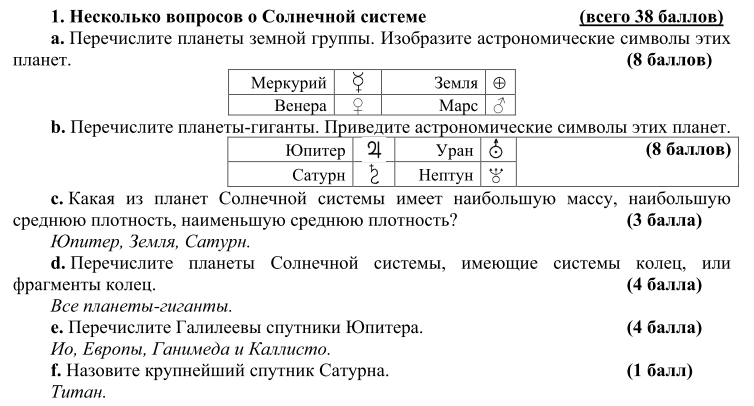 1. Несколько вопросов о Солнечной системе (всего 38 баллов)
a. Перечислите планеты земной группы. Изобразите астрономические символы этих
планет. (8 баллов)
Меркурий ☿ Земля ⊕
Венера ♀ Марс ♂
b. Перечислите планеты-гиганты. Приведите астрономические символы этих планет.
Юпитер ♃ Уран ⛢ (8 баллов)
Сатурн ♄ Нептун ♆
c. Какая из планет Солнечной системы имеет наибольшую массу, наибольшую
среднюю плотность, наименьшую среднюю плотность? (3 балла)
Юпитер, Земля, Сатурн.
d. Перечислите планеты Солнечной системы, имеющие системы колец, или
фрагменты колец. (4 балла)
Все планеты-гиганты.
e. Перечислите Галилеевы спутники Юпитера. (4 балла)
Ио, Европы, Ганимеда и Каллисто.
f. Назовите крупнейший спутник Сатурна. (1 балл)
Титан.